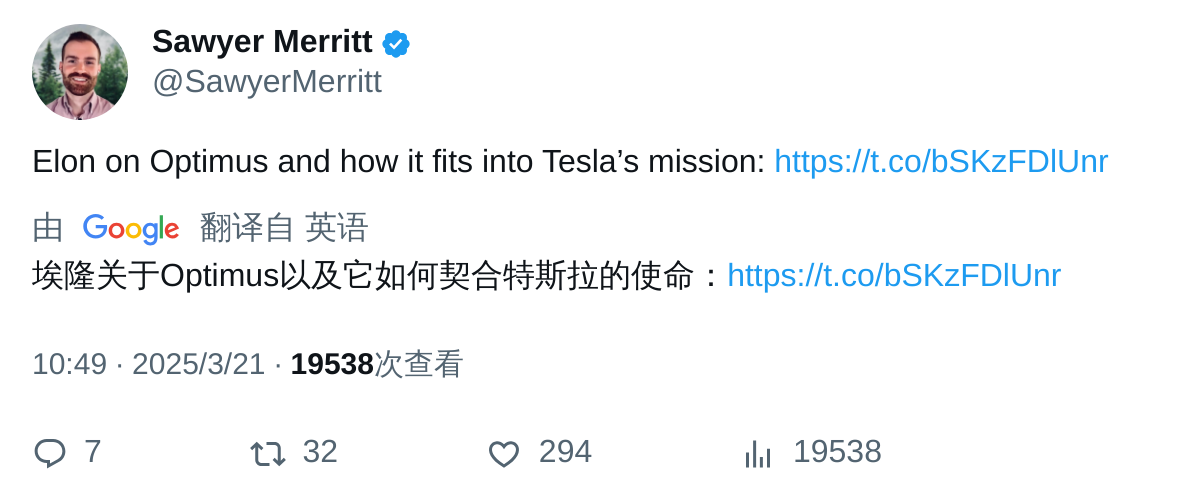 Sawyer Merritt
@SawyerMerritt
Elon on Optimus and how it fits into Tesla’s mission: https://t.co/bSKzFDlUnr
由 Google 翻译自 英语
埃隆关于Optimus以及它如何契合特斯拉的使命：https://t.co/bSKzFDlUnr
10:49 · 2025/3/21 · 19538次查看
7 32 294 19538